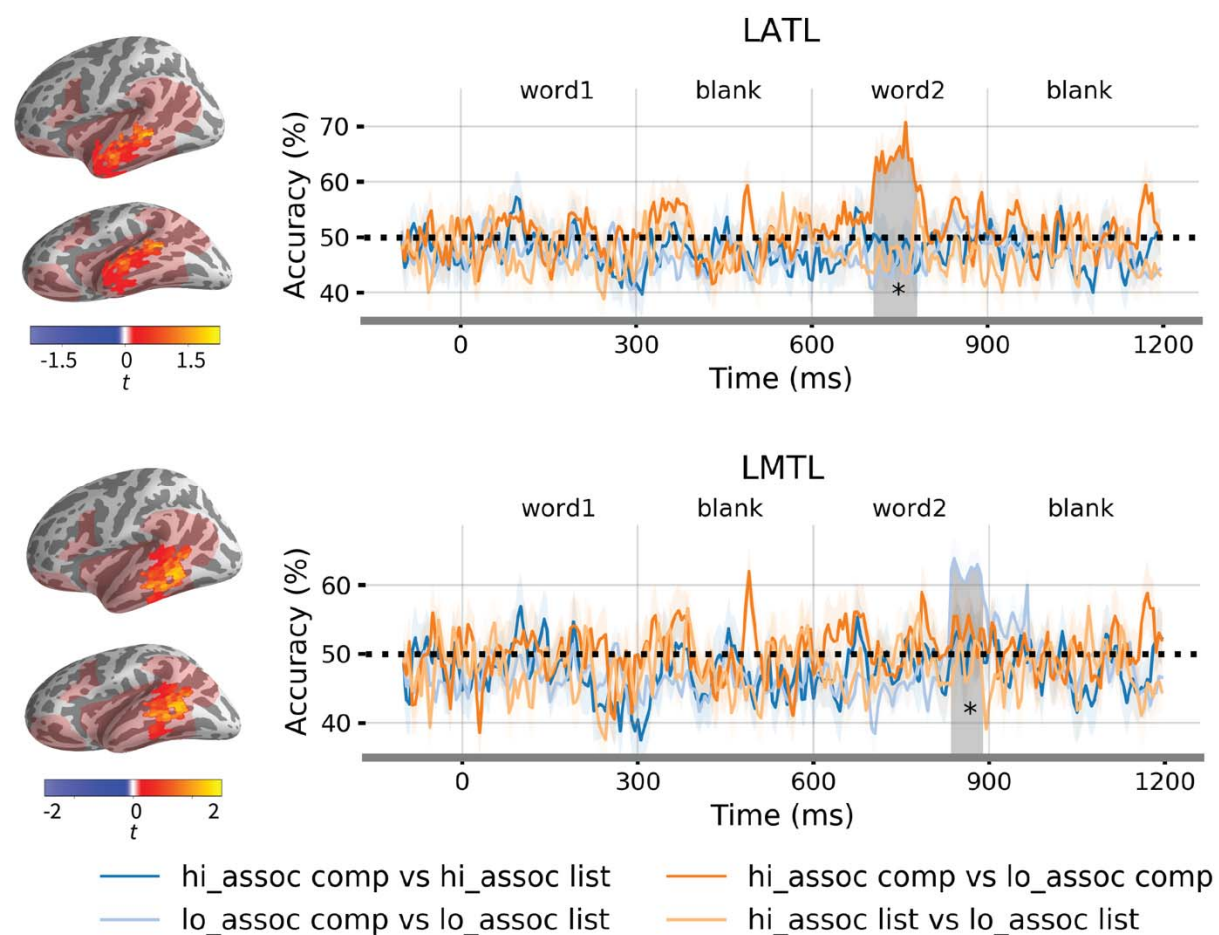 LATL
word1 blank word2 blank
Accuracy (%)
70
60
50
40
*
0 300 600 900 1200
Time (ms)
-1.5 0 1.5
t
LMTL
word1 blank word2 blank
Accuracy (%)
60
50
40
*
0 300 600 900 1200
Time (ms)
-2 0 2
t
hi_assoc comp vs hi_assoc list
hi_assoc comp vs lo_assoc comp
lo_assoc comp vs lo_assoc list
hi_assoc list vs lo_assoc list